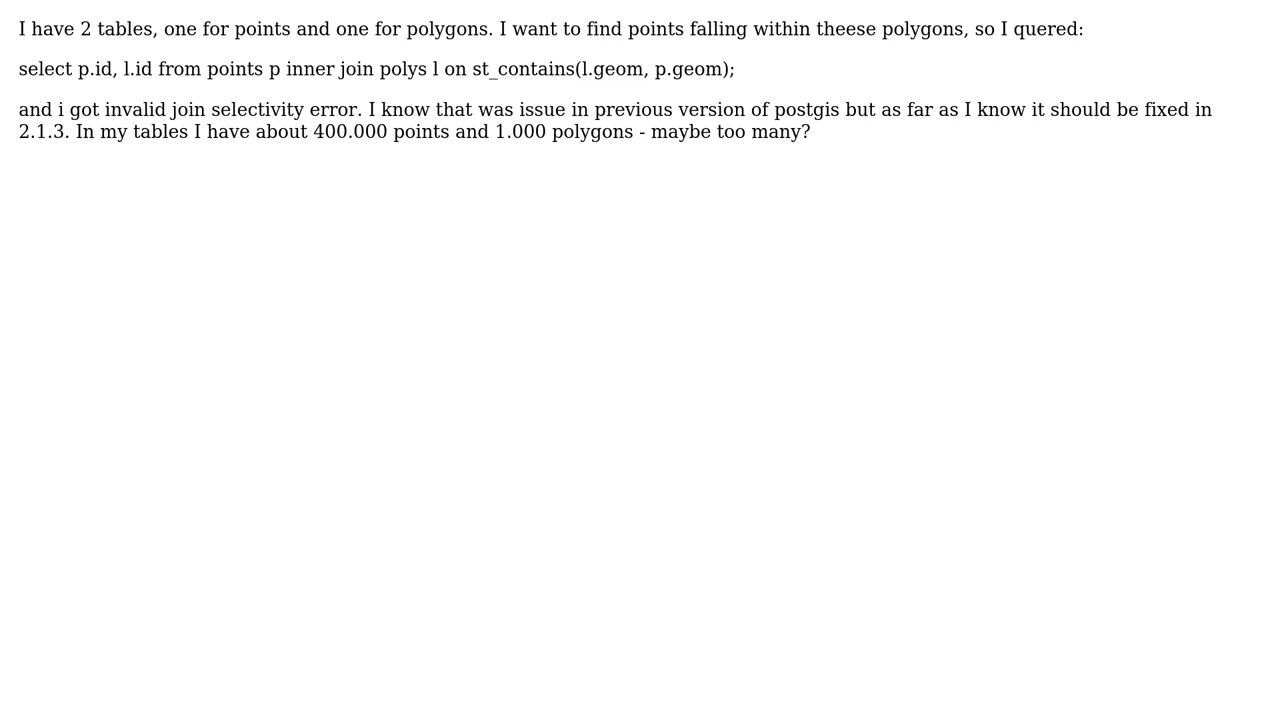 I have 2 tables, one for points and one for polygons. I want to find points falling within theese polygons, so I quered:
select p.id, l.id from points p inner join polys l on st_contains(l.geom, p.geom);
and i got invalid join selectivity error. I know that was issue in previous version of postgis but as far as I know it should be fixed in
2.1.3. In my tables I have about 400.000 points and 1.000 polygons - maybe too many?